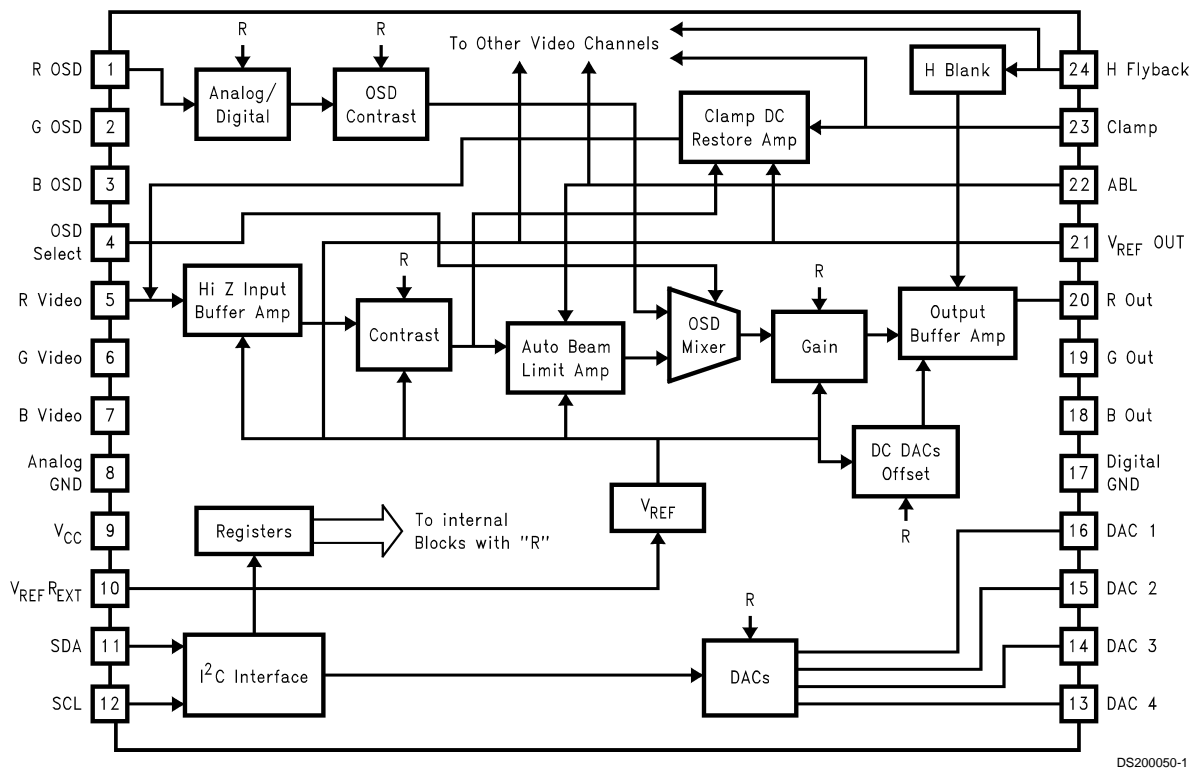 R OSD
1
G OSD
2
B OSD
3
OSD
Select
4
R Video
5
G Video
6
B Video
7
Analog
GND
8
VCC
9
VREF REXT
10
SDA
11
SCL
12
R
R
Analog/
Digital
OSD
Contrast
To Other Video Channels
H Blank
Clamp DC
Restore Amp
Hi Z Input
Buffer Amp
R
Contrast
Auto Beam
Limit Amp
OSD
Mixer
R
Gain
Output
Buffer Amp
DC DACs
Offset
R
VREF
Registers
To internal
Blocks with "R"
I2C Interface
R
DACs
24
H Flyback
23
Clamp
22
ABL
21
VREF OUT
20
R Out
19
G Out
18
B Out
17
Digital
GND
16
DAC 1
15
DAC 2
14
DAC 3
13
DAC 4
DS200050-1